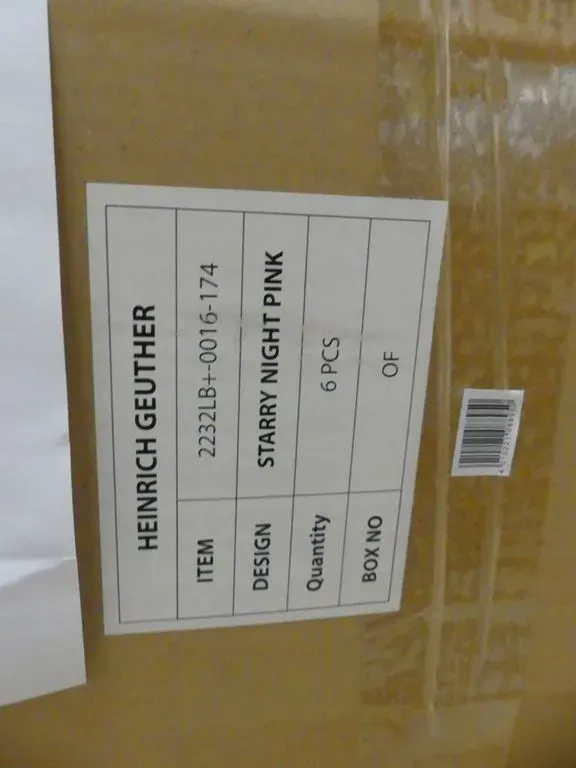 HEINRICH GEUTHER
ITEM 2232LB+-0016-174
DESIGN STARRY NIGHT PINK
Quantity 6 PCS
BOX NO OF